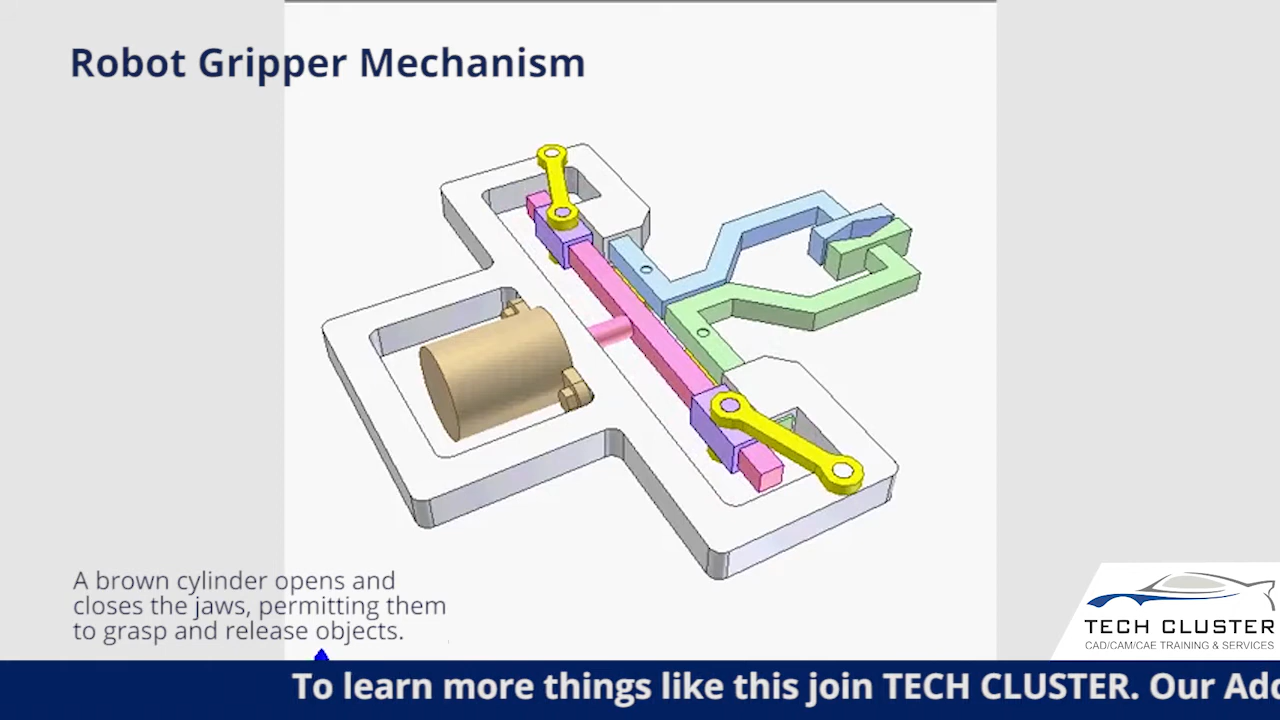 Robot Gripper Mechanism
A brown cylinder opens and
closes the jaws, permitting them
to grasp and release objects.
TECH CLUSTER
CAD/CAM/CAE TRAINING & SERVICES
To learn more things like this join TECH CLUSTER. Our